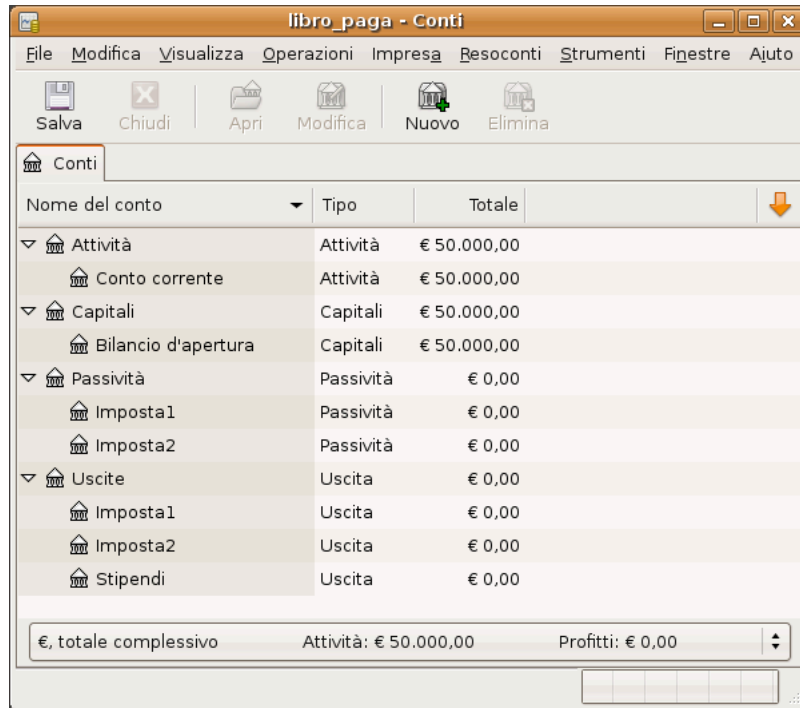 libro_paga - Conti
File Modifica Visualizza Operazioni Impresa Resoconti Strumenti Finestre Aiuto
Salva Chiudi Apri Modifica Nuovo Elimina
Conti
Nome del conto Tipo Totale
Attività Attività € 50.000,00
Conto corrente Attività € 50.000,00
Capitali Capitali € 50.000,00
Bilancio d'apertura Capitali € 50.000,00
Passività Passività € 0,00
Imposta1 Passività € 0,00
Imposta2 Passività € 0,00
Uscite Uscita € 0,00
Imposta1 Uscita € 0,00
Imposta2 Uscita € 0,00
Stipendi Uscita € 0,00
€, totale complessivo Attività: € 50.000,00 Profitti: € 0,00